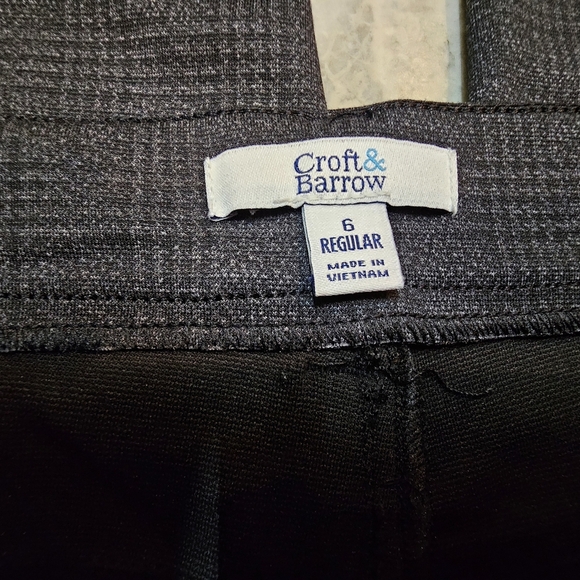 Croft&
Barrow
6
REGULAR
MADE IN
VIETNAM